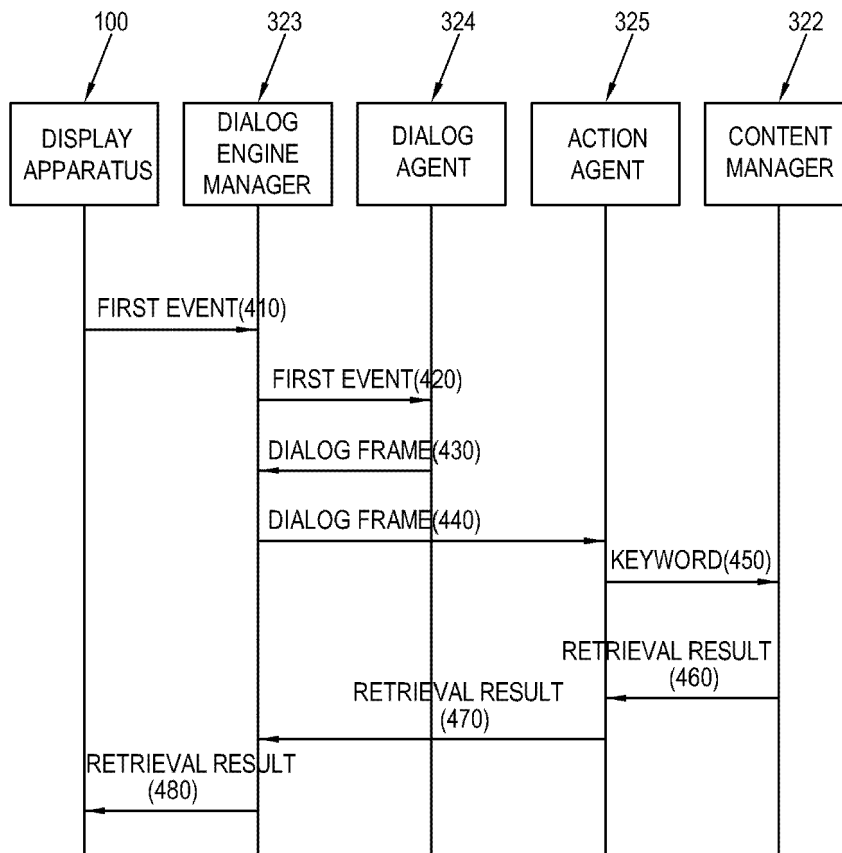 100
323
324
325
322
DISPLAY
APPARATUS
DIALOG
ENGINE
MANAGER
DIALOG
AGENT
ACTION
AGENT
CONTENT
MANAGER
FIRST EVENT(410)
FIRST EVENT(420)
DIALOG FRAME(430)
DIALOG FRAME(440)
KEYWORD(450)
RETRIEVAL RESULT
(460)
RETRIEVAL RESULT
(470)
RETRIEVAL RESULT
(480)